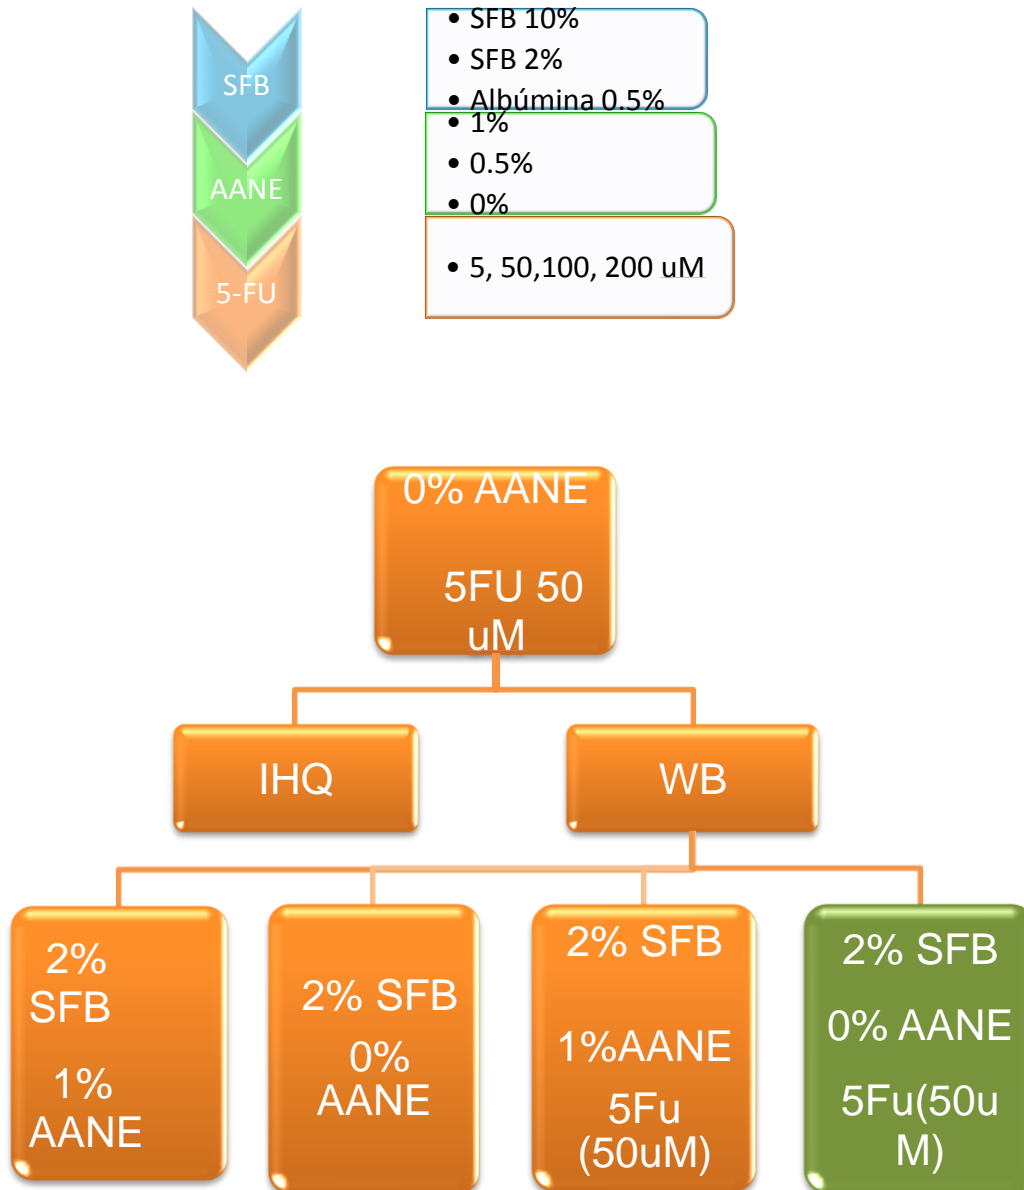 SFB
• SFB 10%
• SFB 2%
• Albúmina 0.5%
AANE
• 1%
• 0.5%
• 0%
5-FU
• 5, 50,100, 200 uM
0% AANE
5FU 50
uM
IHQ
WB
2%
SFB
1%
AANE
2% SFB
0%
AANE
2% SFB
1%AANE
5Fu
(50uM)
2% SFB
0% AANE
5Fu(50u
M)